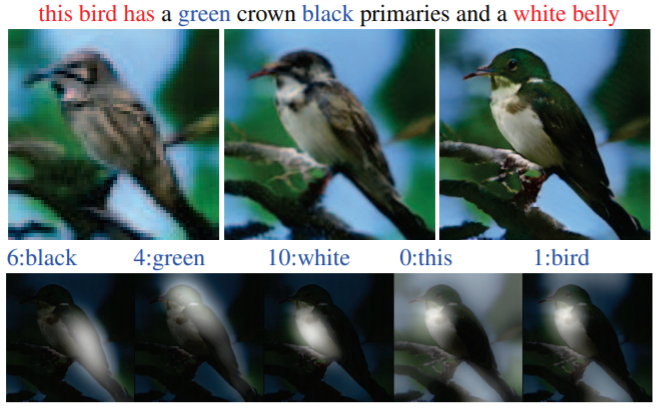 this bird has a green crown black primaries and a white belly
6:black 4:green 10:white 0:this 1:bird